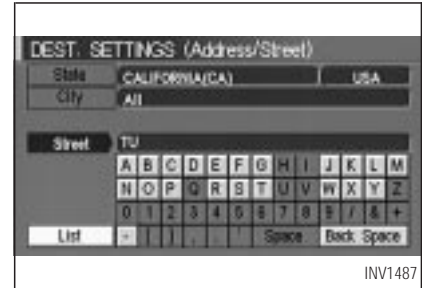 DEST. SETTINGS (Address/Street)
State CALIFORNIA(CA) USA
City All
Street TU
A B C D E F G H I J K L M
N O P Q R S T U V W X Y Z
0 1 2 3 4 5 6 7 8 9 / & +
List - ( ) , . ' Space Back Space
INV1487